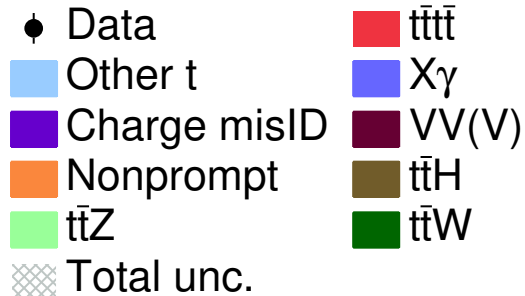 Data tt̄tt̄
Other t Xγ
Charge misID VV(V)
Nonprompt tt̄H
tt̄Z tt̄W
Total unc.